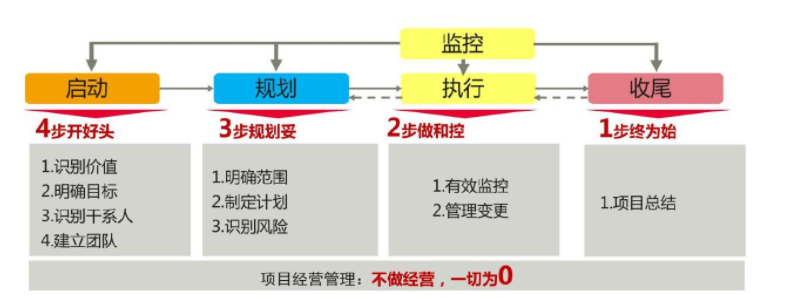 监控
启动
规划
执行
收尾
4步开好头
3步规划妥
2步做和控
1步终为始
1.识别价值
2.明确目标
3.识别干系人
4.建立团队
1.明确范围
2.制定计划
3.识别风险
1.有效监控
2.管理变更
1.项目总结
项目经营管理：不做经营，一切为0